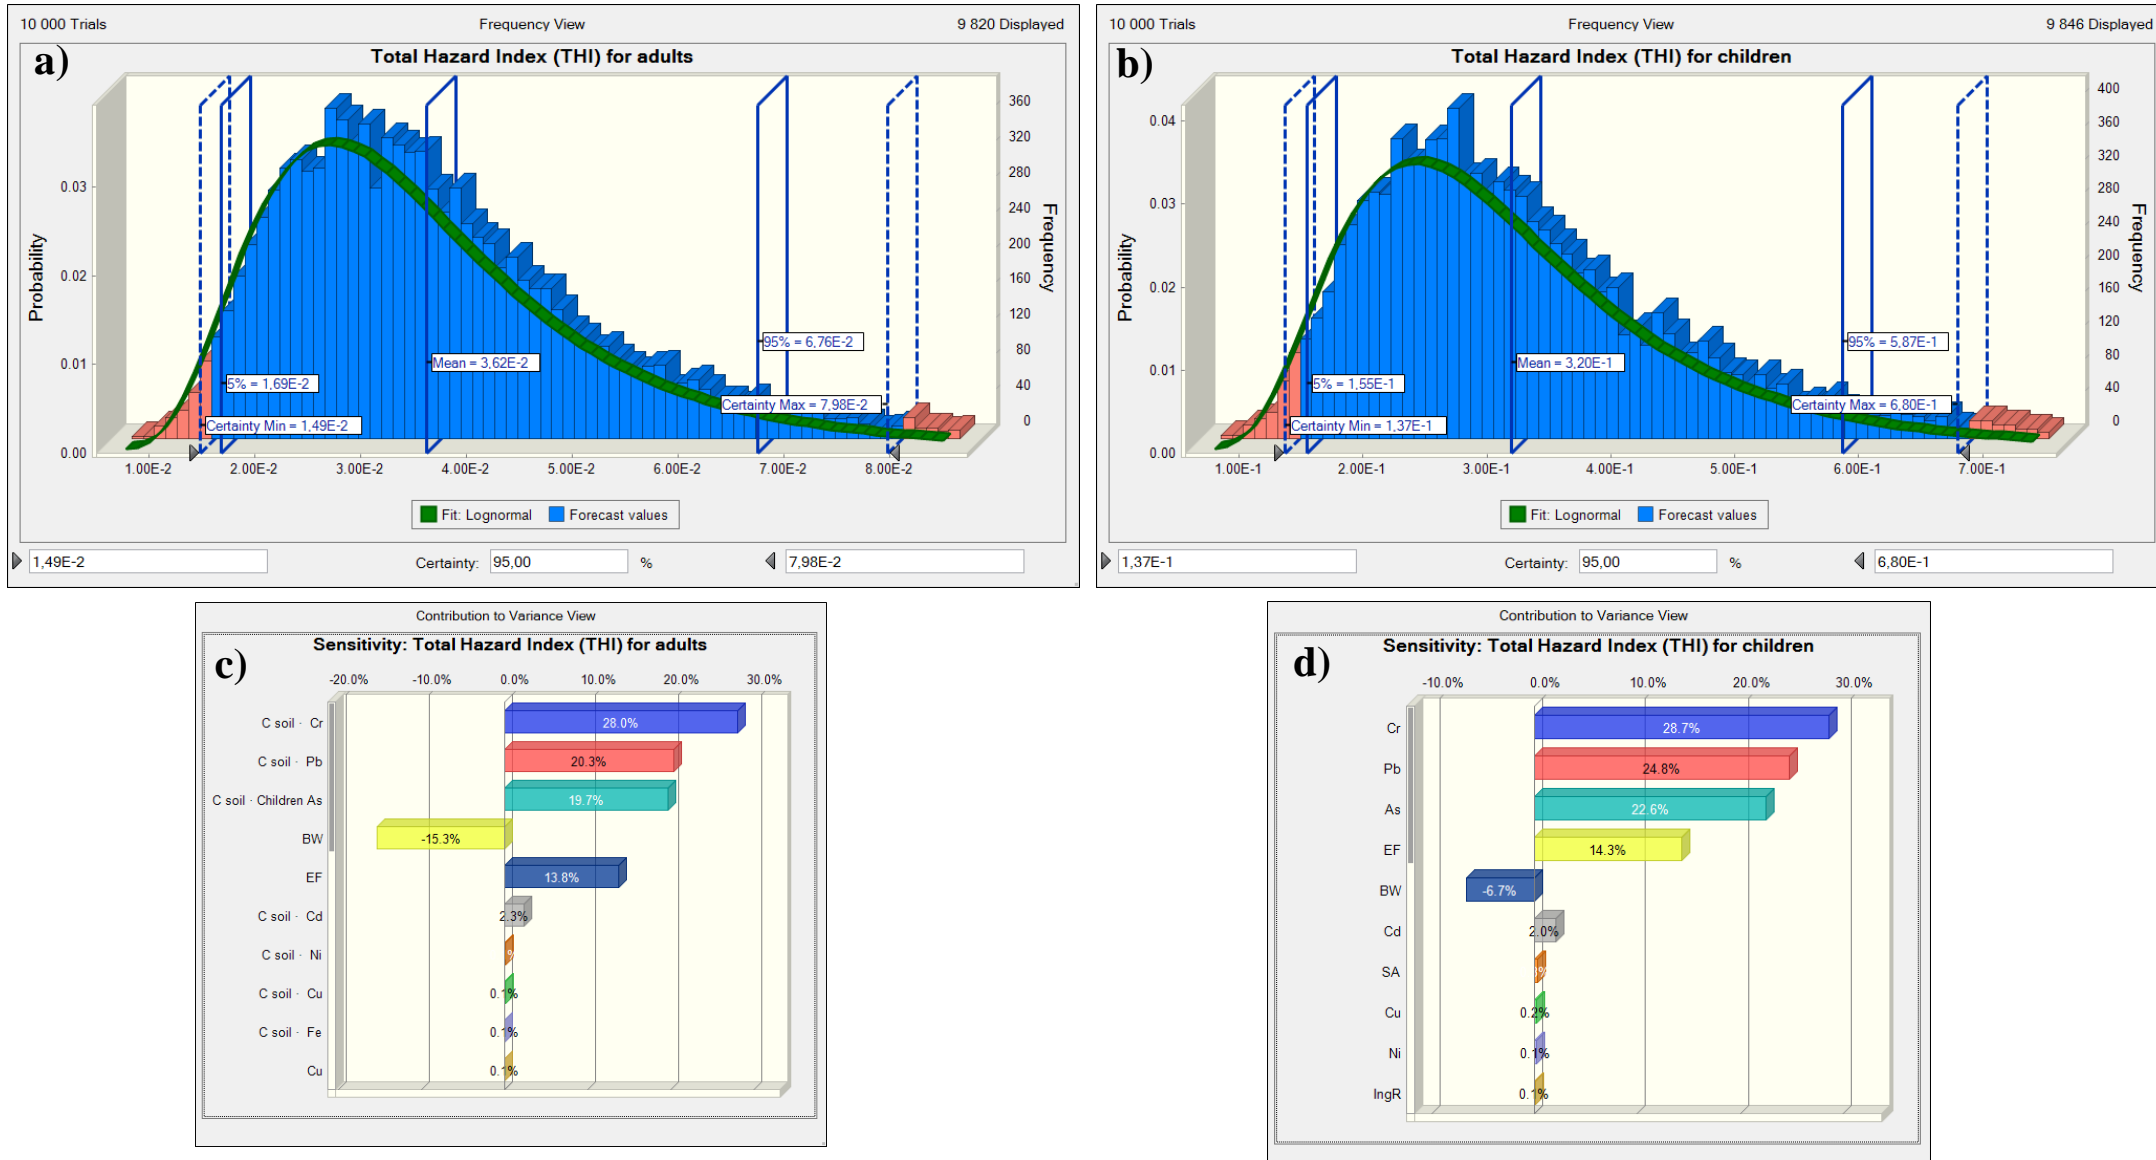 10 000 Trials Frequency View 9 820 Displayed
a) Total Hazard Index (THI) for adults
Probability
0.03
0.02
0.01
0.00
360
320
280
240
200
160
120
80
40
0
Frequency
5% = 1,69E-2
Certainty Min = 1,49E-2
Mean = 3,62E-2
95% = 6,76E-2
Certainty Max = 7,98E-2
1.00E-2 2.00E-2 3.00E-2 4.00E-2 5.00E-2 6.00E-2 7.00E-2 8.00E-2
Fit: Lognormal Forecast values
1,49E-2 Certainty: 95,00 % 7,98E-2
10 000 Trials Frequency View 9 846 Displayed
b) Total Hazard Index (THI) for children
Probability
0.04
0.03
0.02
0.01
0.00
400
360
320
280
240
200
160
120
80
40
0
Frequency
5% = 1,55E-1
Certainty Min = 1,37E-1
Mean = 3,20E-1
95% = 5,87E-1
Certainty Max = 6,80E-1
1.00E-1 2.00E-1 3.00E-1 4.00E-1 5.00E-1 6.00E-1 7.00E-1
Fit: Lognormal Forecast values
1,37E-1 Certainty: 95,00 % 6,80E-1
Contribution to Variance View
c) Sensitivity: Total Hazard Index (THI) for adults
-20.0% -10.0% 0.0% 10.0% 20.0% 30.0%
C soil - Cr 28.0%
C soil - Pb 20.3%
C soil - Children As 19.7%
BW -15.3%
EF 13.8%
C soil - Cd 2.3%
C soil - Ni
C soil - Cu 0.1%
C soil - Fe 0.1%
Cu 0.1%
Contribution to Variance View
d) Sensitivity: Total Hazard Index (THI) for children
-10.0% 0.0% 10.0% 20.0% 30.0%
Cr 28.7%
Pb 24.8%
As 22.6%
EF 14.3%
BW -6.7%
Cd 2.0%
SA
Cu 0.2%
Ni 0.1%
IngR 0.1%